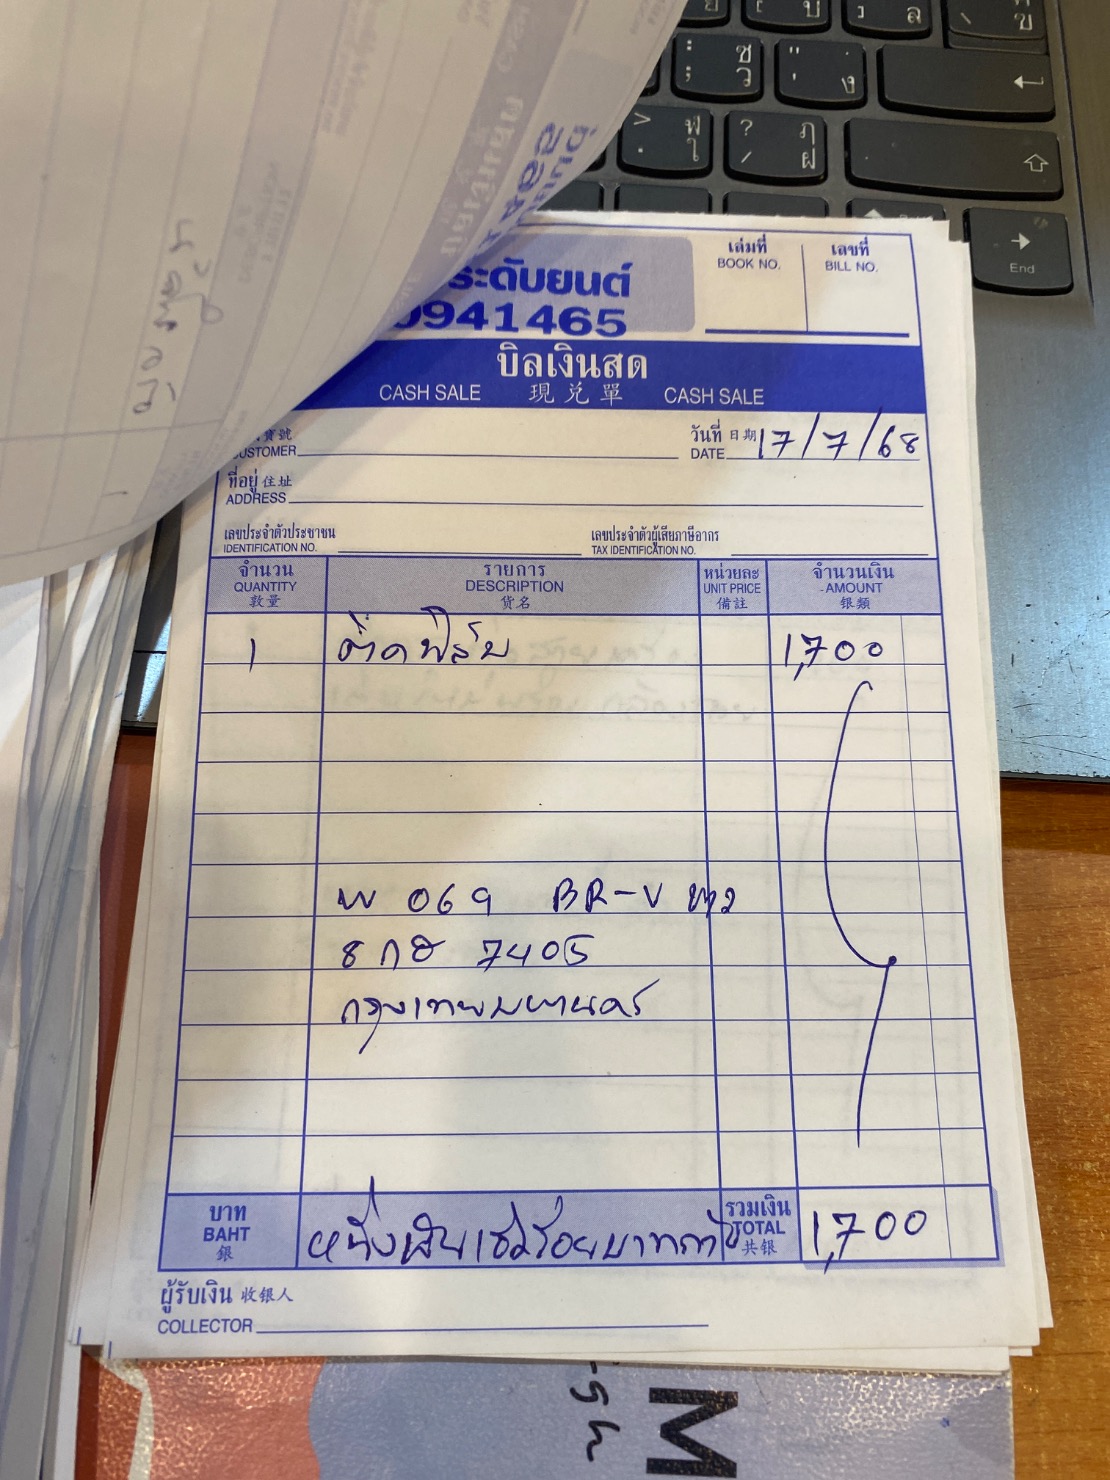 ระดับยนต์
0941465
เล่มที่
BOOK NO.
เลขที่
BILL NO.
บิลเงินสด
CASH SALE 現兌單 CASH SALE
CUSTOMER
วันที่ 日期
DATE 17/7/68
ที่อยู่ 住址
ADDRESS
เลขประจำตัวประชาชน
IDENTIFICATION NO.
เลขประจำตัวผู้เสียภาษีอากร
TAX IDENTIFICATION NO.
จำนวน รายการ หน่วยละ จำนวนเงิน
QUANTITY DESCRIPTION UNIT PRICE AMOUNT
數量 货名 備註 银類
1 ติดฟิล์ม 1,700
069 BR-V ขาว
8 กฮ 7405
กรุงเทพมหานคร
บาท
BAHT
銀
หนึ่งพันเจ็ดร้อยบาทถ้วน
รวมเงิน
TOTAL
共银
1,700
ผู้รับเงิน 收銀人
COLLECTOR
M
End